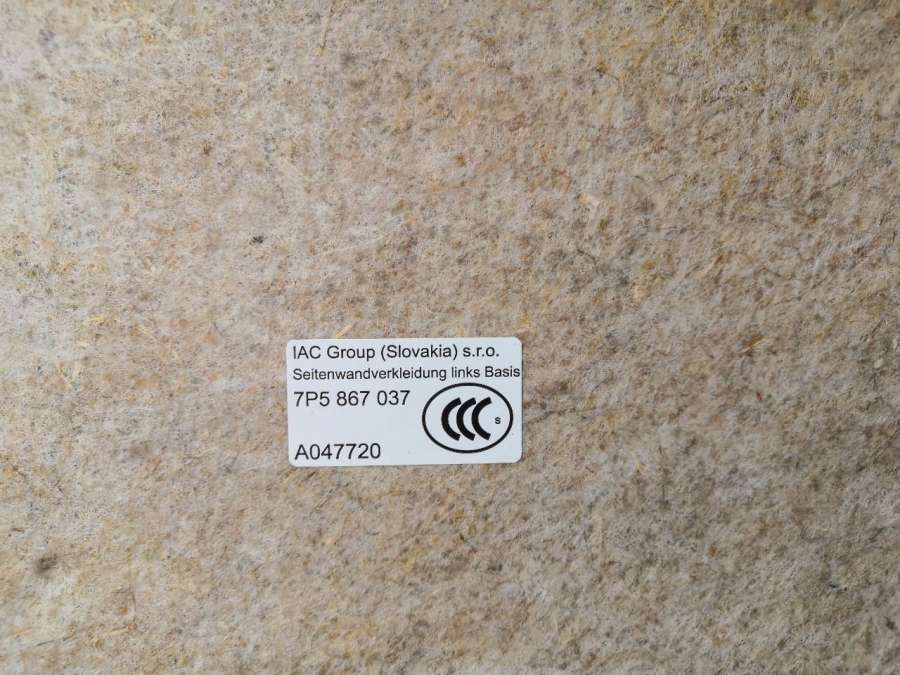 IAC Group (Slovakia) s.r.o.
Seitenwandverkleidung links Basis
7P5 867 037
CCC s
A047720